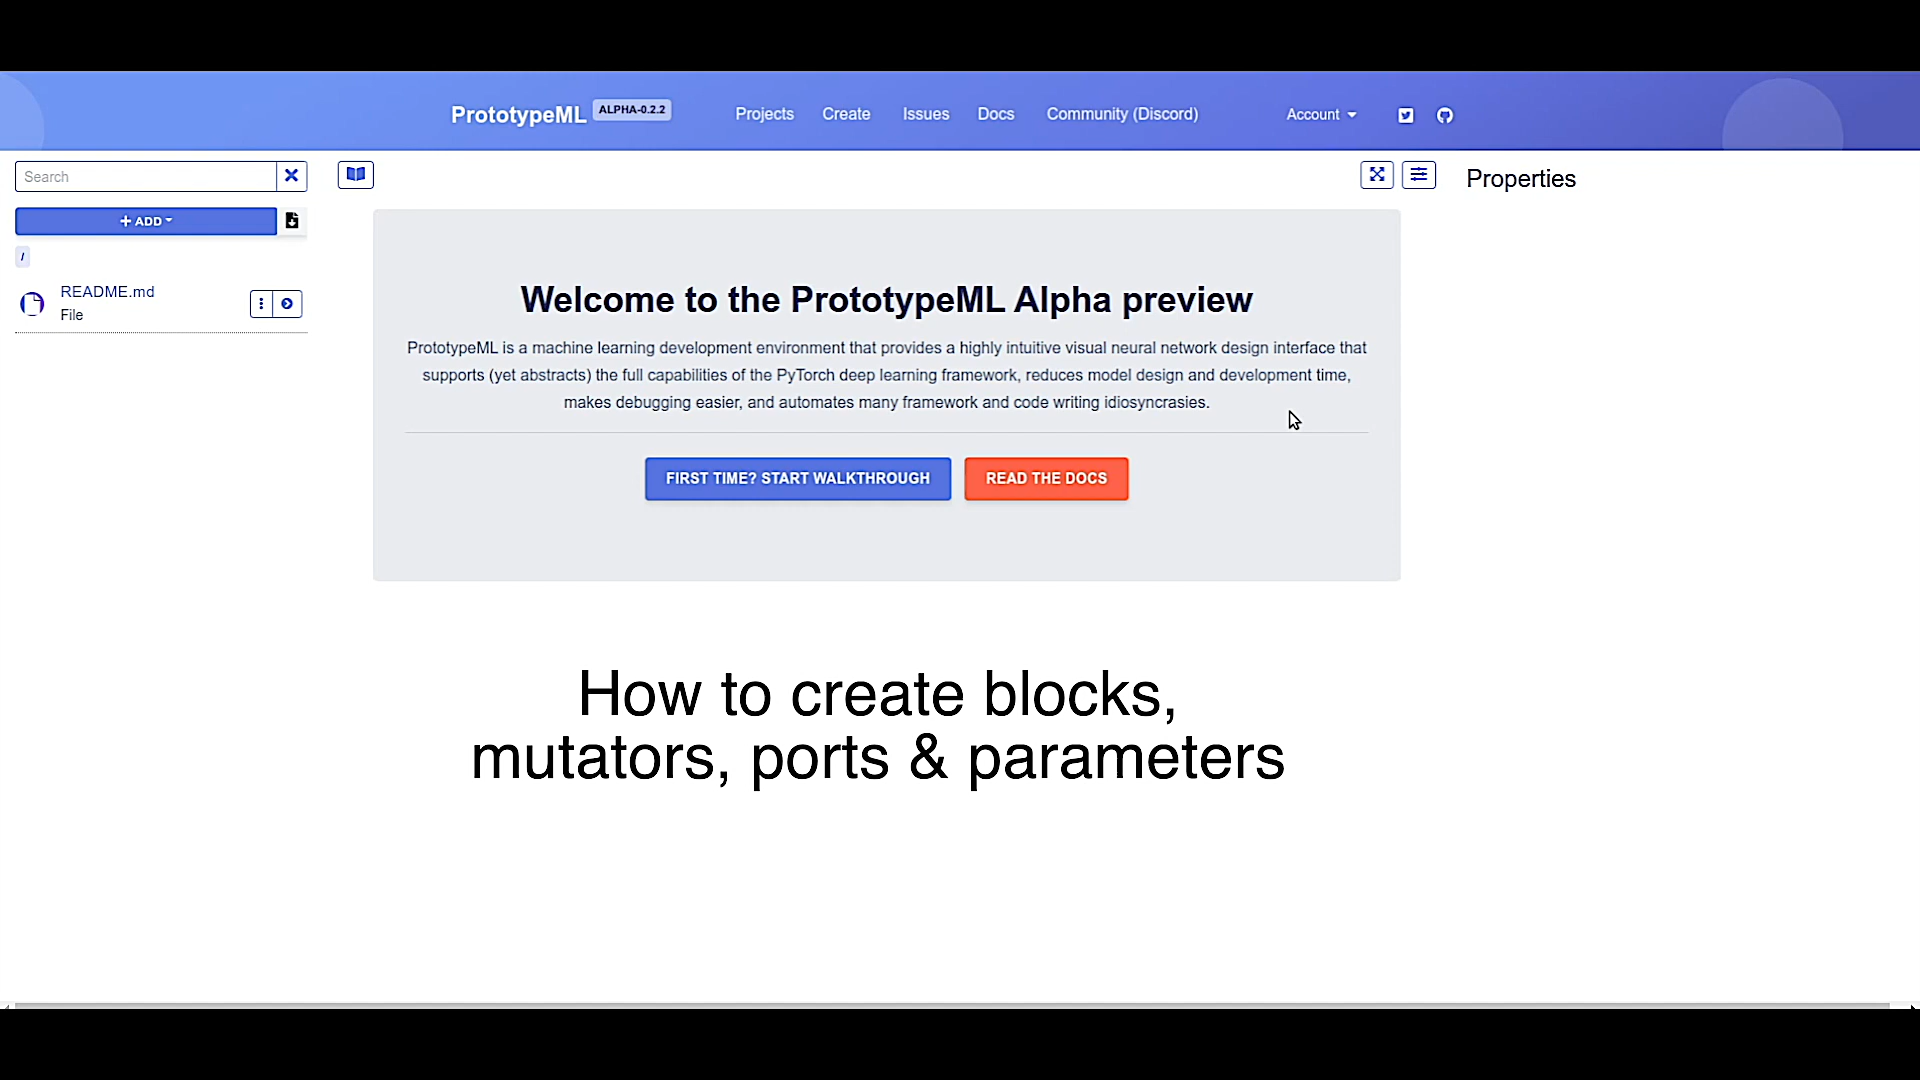 PrototypeML ALPHA-0.2.2 Projects Create Issues Docs Community (Discord) Account
Search
Properties
+ ADD
/
README.md
File
Welcome to the PrototypeML Alpha preview
PrototypeML is a machine learning development environment that provides a highly intuitive visual neural network design interface that
supports (yet abstracts) the full capabilities of the PyTorch deep learning framework, reduces model design and development time,
makes debugging easier, and automates many framework and code writing idiosyncrasies.
FIRST TIME? START WALKTHROUGH READ THE DOCS
How to create blocks,
mutators, ports & parameters